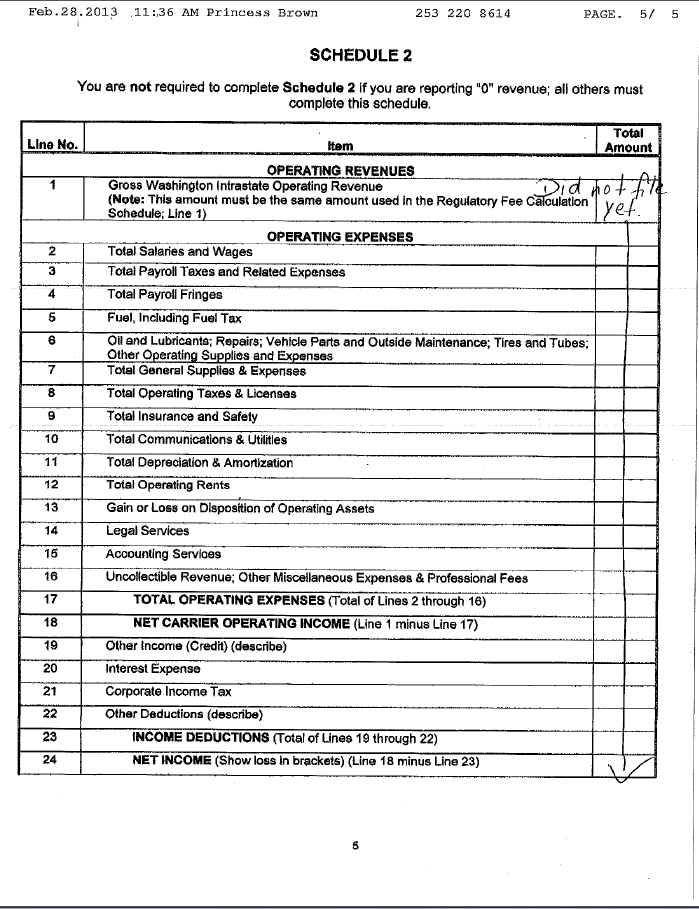 Feb.28.2013 11:36 AM Princess Brown 253 220 8614 PAGE. 5/ 5
SCHEDULE 2
You are not required to complete Schedule 2 if you are reporting "0" revenue; all others must
complete this schedule.
Line No. Item Total Amount
OPERATING REVENUES
1 Gross Washington Intrastate Operating Revenue Did not file
(Note: This amount must be the same amount used in the Regulatory Fee Calculation yet.
Schedule; Line 1)
OPERATING EXPENSES
2 Total Salaries and Wages
3 Total Payroll Taxes and Related Expenses
4 Total Payroll Fringes
5 Fuel, Including Fuel Tax
6 Oil and Lubricants; Repairs; Vehicle Parts and Outside Maintenance; Tires and Tubes;
Other Operating Supplies and Expenses
7 Total General Supplies & Expenses
8 Total Operating Taxes & Licenses
9 Total Insurance and Safety
10 Total Communications & Utilities
11 Total Depreciation & Amortization
12 Total Operating Rents
13 Gain or Loss on Disposition of Operating Assets
14 Legal Services
15 Accounting Services
16 Uncollectible Revenue; Other Miscellaneous Expenses & Professional Fees
17 TOTAL OPERATING EXPENSES (Total of Lines 2 through 16)
18 NET CARRIER OPERATING INCOME (Line 1 minus Line 17)
19 Other Income (Credit) (describe)
20 Interest Expense
21 Corporate Income Tax
22 Other Deductions (describe)
23 INCOME DEDUCTIONS (Total of Lines 19 through 22)
24 NET INCOME (Show loss in brackets) (Line 18 minus Line 23)
5